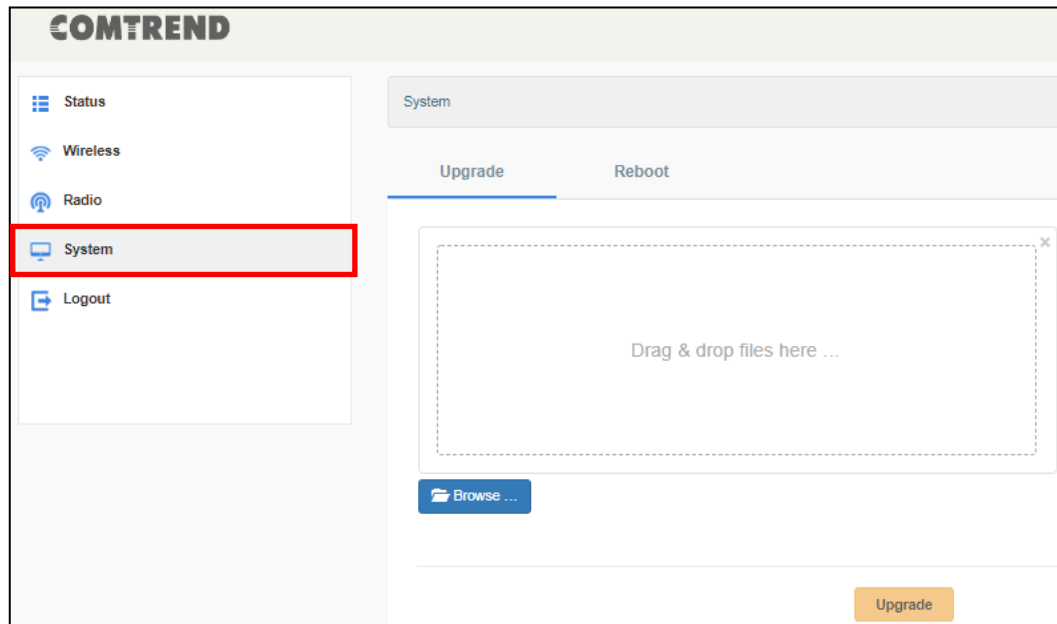 COMTREND
Status
Wireless
Radio
System
Logout
System
Upgrade Reboot
Drag & drop files here ...
×
Browse ...
Upgrade